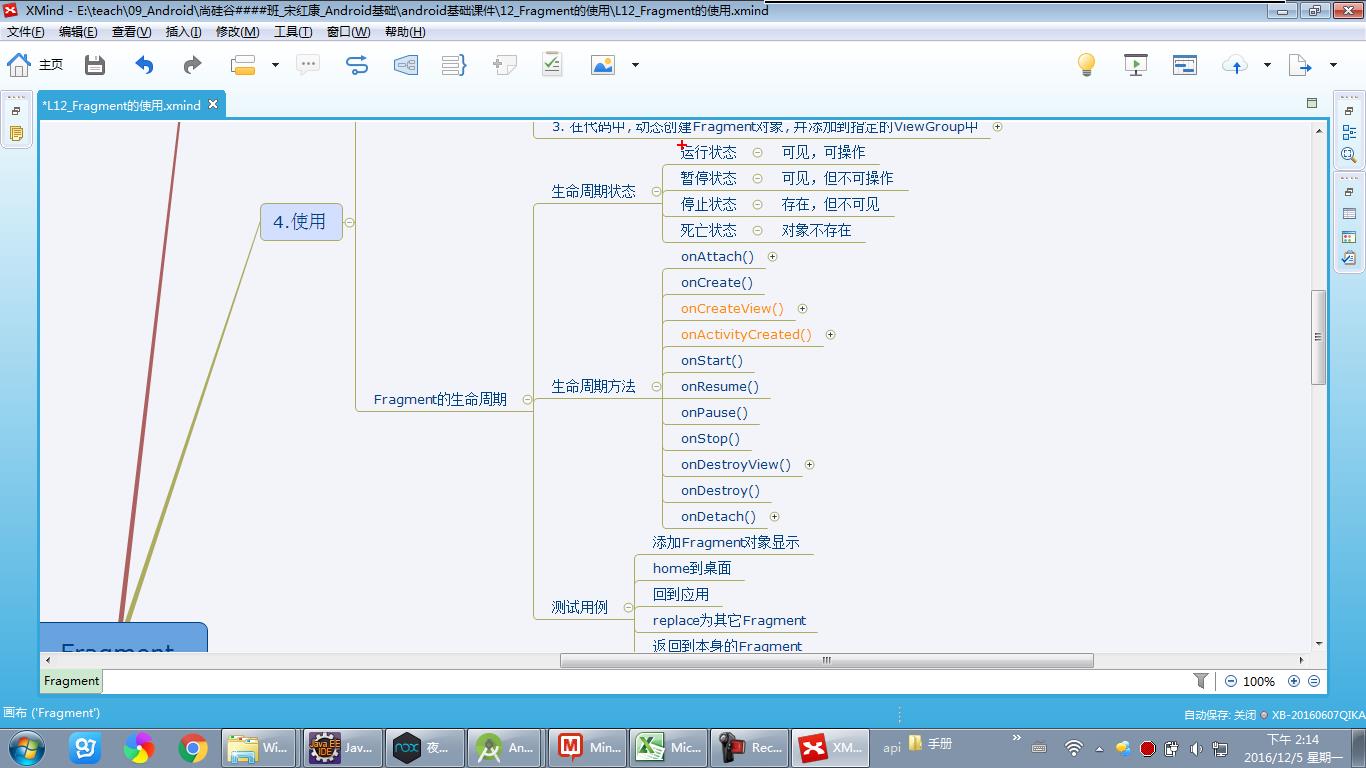 XMind - E:\teach\09_Android\尚硅谷####班_宋红康_Android基础\android基础课件\12_Fragment的使用\L12_Fragment的使用.xmind
文件(F) 编辑(E) 查看(V) 插入(I) 修改(M) 工具(T) 窗口(W) 帮助(H)
主页
*L12_Fragment的使用.xmind
3. 在代码中, 动态创建Fragment对象, 并添加到指定的ViewGroup中
运行状态 可见，可操作
生命周期状态
暂停状态 可见，但不可操作
停止状态 存在，但不可见
4.使用
死亡状态 对象不存在
onAttach()
onCreate()
onCreateView()
onActivityCreated()
onStart()
生命周期方法
onResume()
Fragment的生命周期
onPause()
onStop()
onDestroyView()
onDestroy()
onDetach()
添加Fragment对象显示
home到桌面
回到应用
测试用例
replace为其它Fragment
返回到本身的Fragment
Fragment
Fragment
100%
画布 ('Fragment')
自动保存: 关闭 XB-20160607QIKA
Wi... Jav... 夜... An... Min... Mic... Rec... XM... api 手册
下午 2:14
2016/12/5 星期一